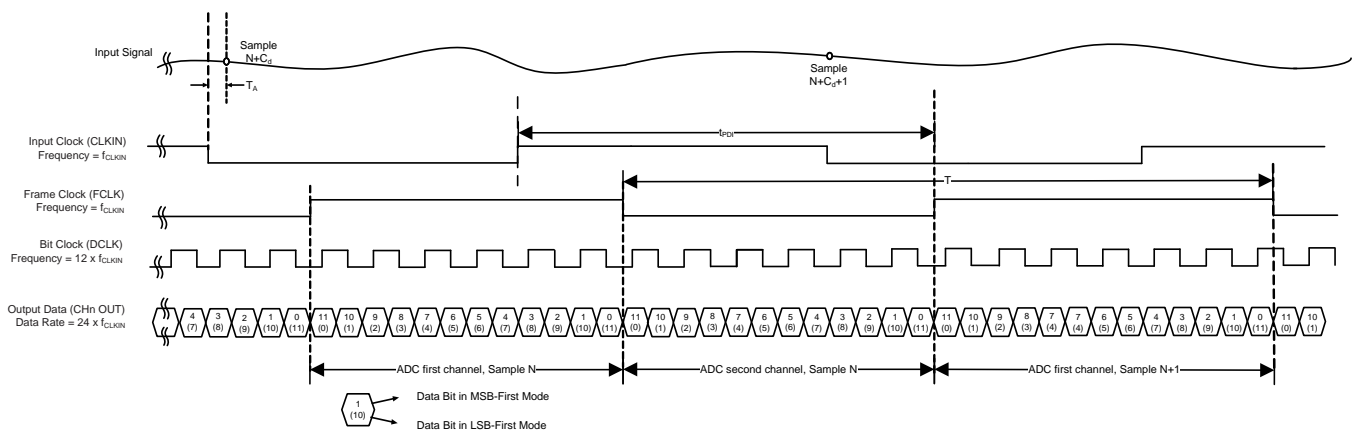 Input Signal
Sample
N+Cd
TA
Sample
N+Cd+1
Input Clock (CLKIN)
Frequency = fCLKIN
tPDI
Frame Clock (FCLK)
Frequency = fCLKIN
T
Bit Clock (DCLK)
Frequency = 12 x fCLKIN
Output Data (CHn OUT)
Data Rate = 24 x fCLKIN
4 3 2 1 0 11 10 9 8 7 6 5 4 3 2 1 0 11 10 9 8 7 6 5 4 3 2 1 0 11 10 9 8 7 7 6 5 4 3 2 1 0 11 10
(7) (8) (9) (10) (11) (0) (1) (2) (3) (4) (5) (6) (7) (8) (9) (10) (11) (0) (1) (2) (3) (4) (5) (6) (7) (8) (9) (10) (11) (0) (1) (2) (3) (4) (4) (5) (6) (7) (8) (9) (10) (11) (0) (1)
ADC first channel, Sample N
ADC second channel, Sample N
ADC first channel, Sample N+1
1
(10)
Data Bit in MSB-First Mode
Data Bit in LSB-First Mode